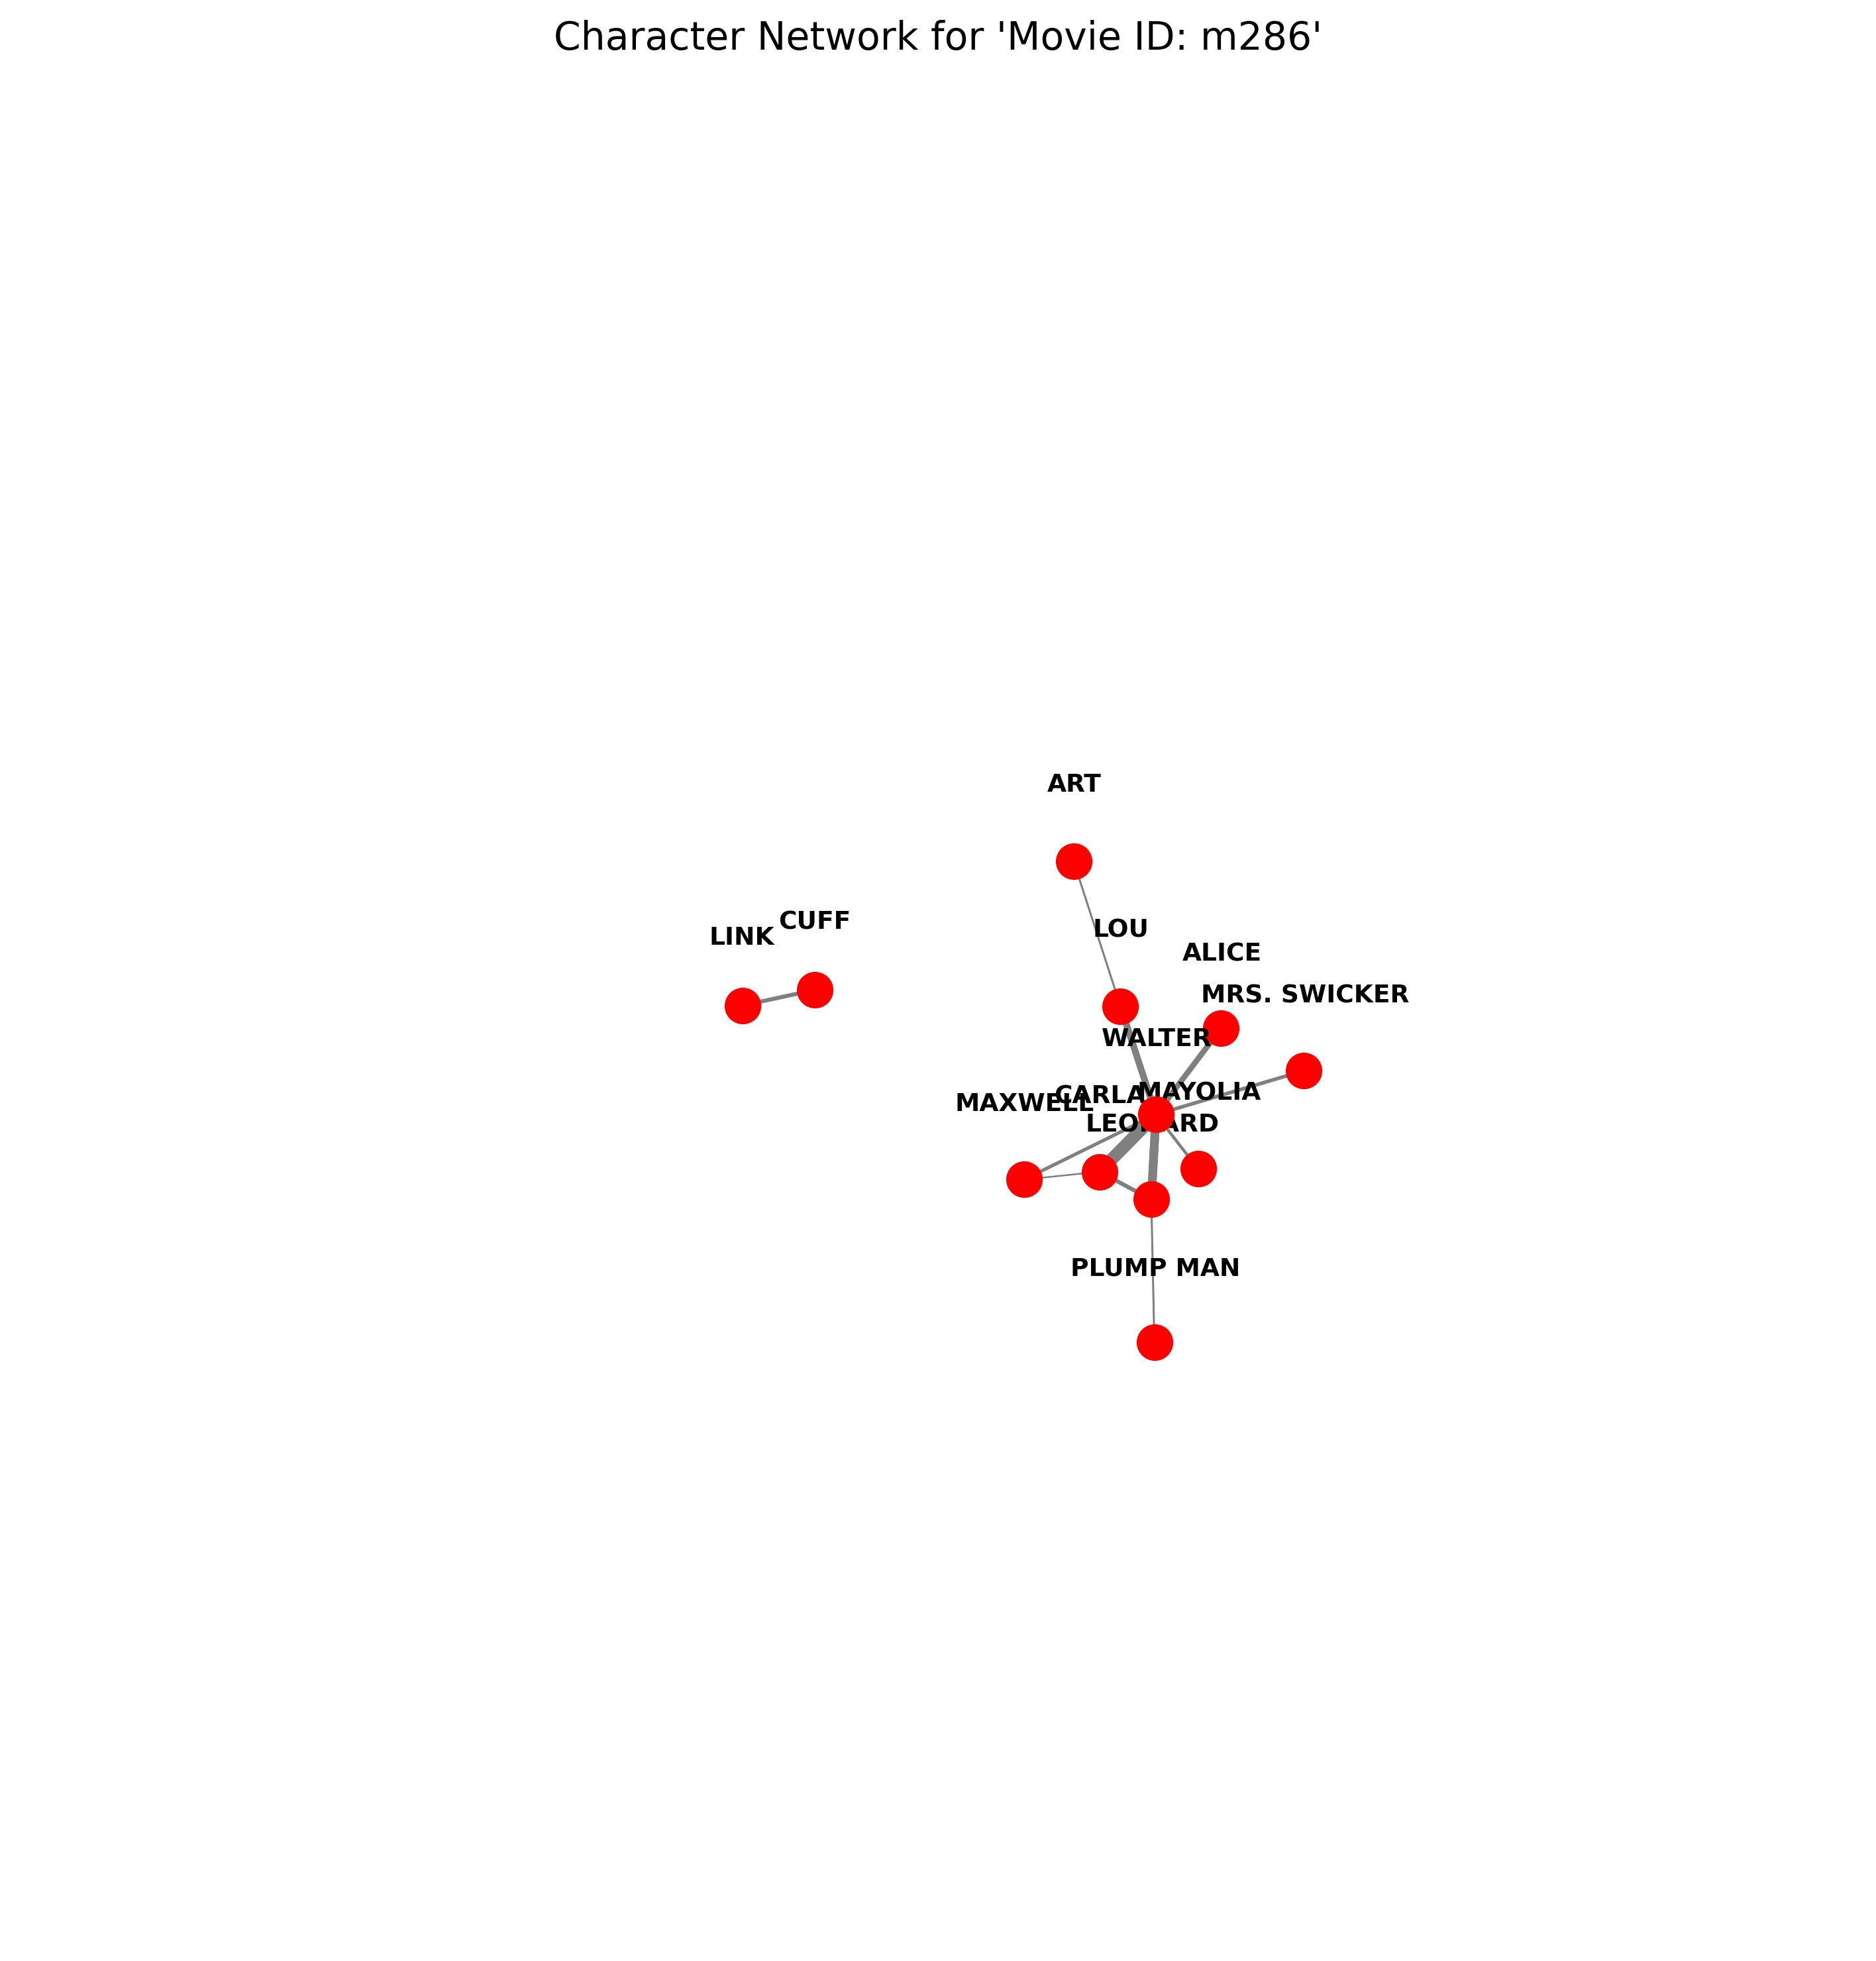 Character Network for 'Movie ID: m286'
ART
CUFF
LOU
LINK
ALICE
MRS. SWICKER
WALTER
MAYOLIA
CARLA
MAXWELL
LEONARD
PLUMP MAN